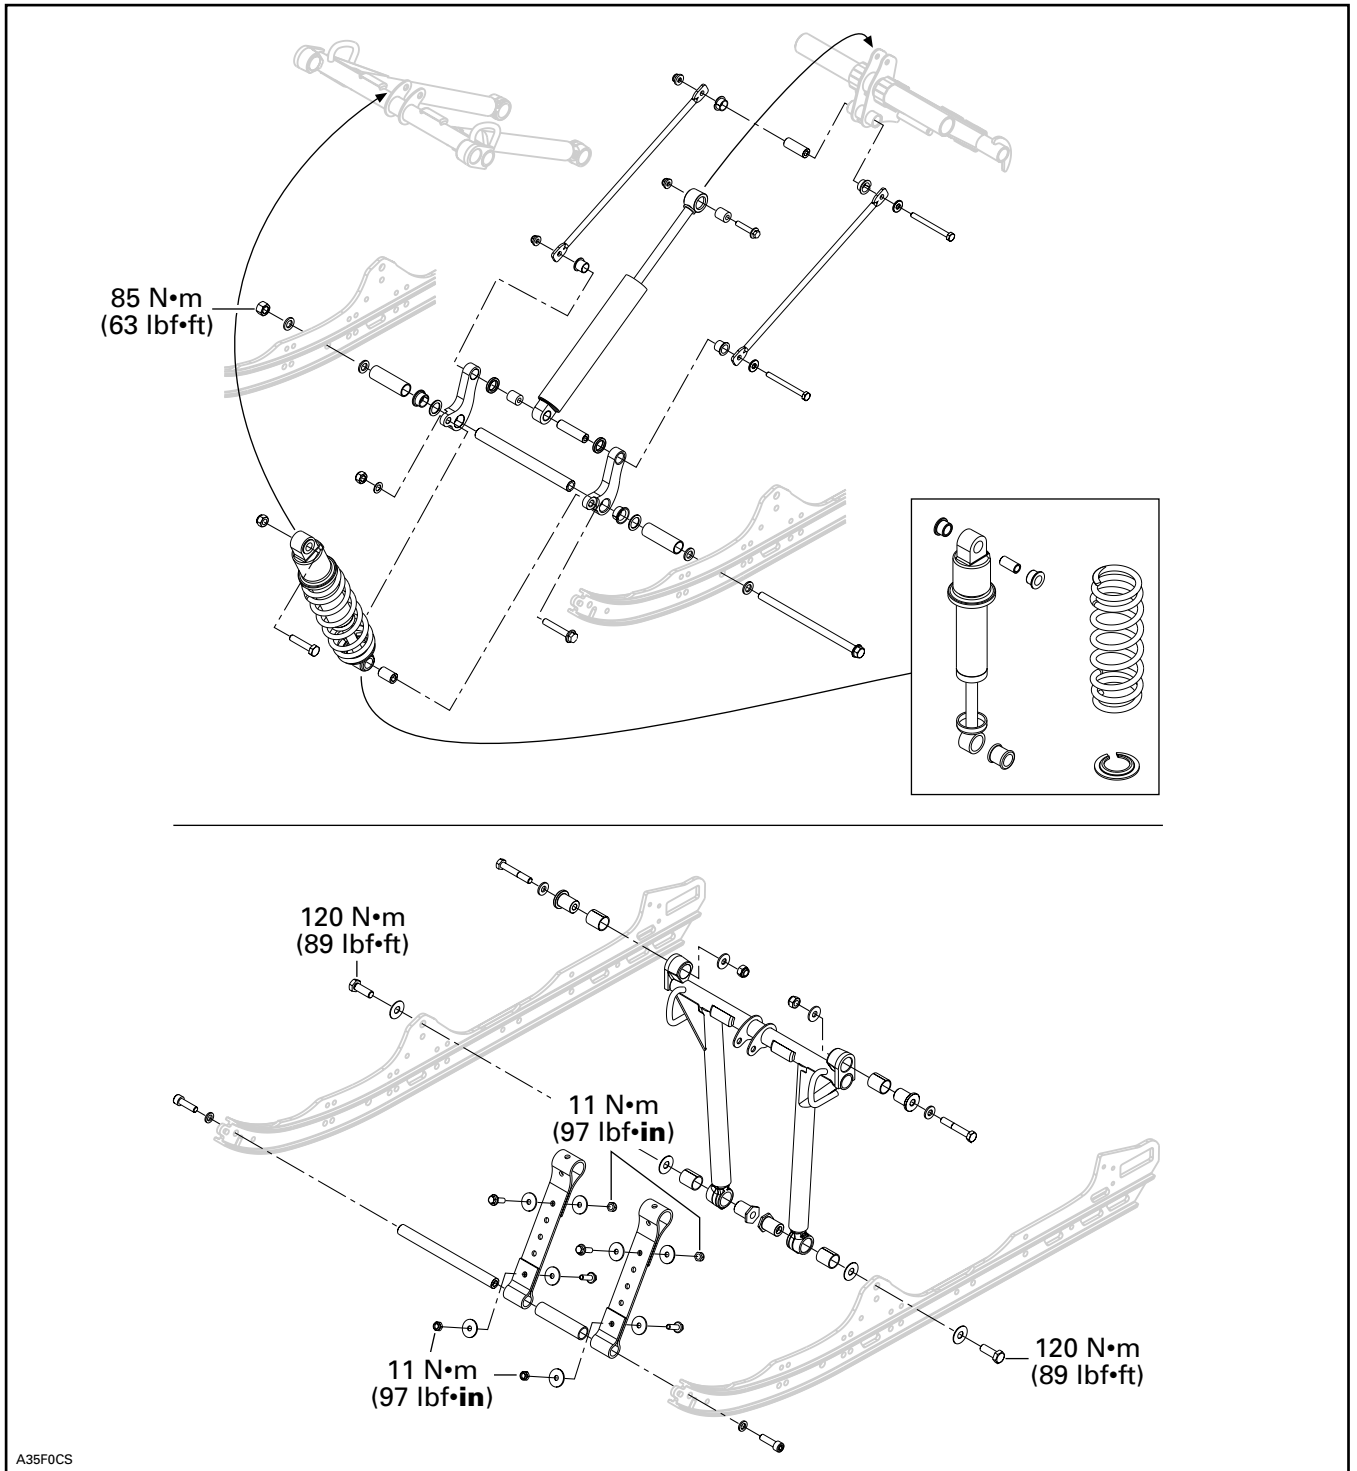 85 N•m
(63 lbf•ft)
120 N•m
(89 lbf•ft)
11 N•m
(97 lbf•in)
11 N•m
(97 lbf•in)
120 N•m
(89 lbf•ft)
A35F0CS